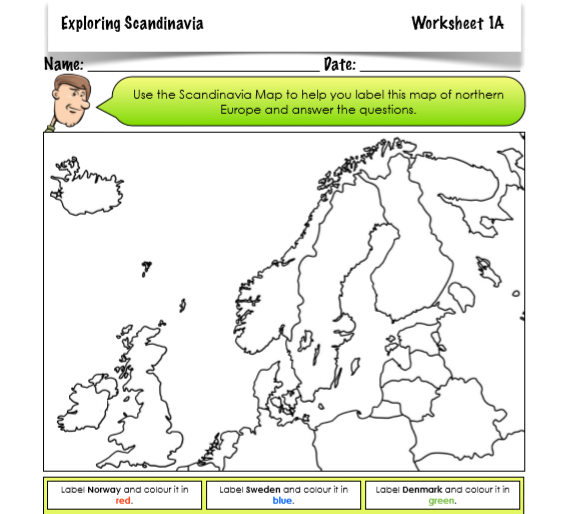 Exploring Scandinavia Worksheet 1A
Name: Date:
Use the Scandinavia Map to help you label this map of northern
Europe and answer the questions.
Label Norway and colour it in
red.
Label Sweden and colour it in
blue.
Label Denmark and colour it in
green.